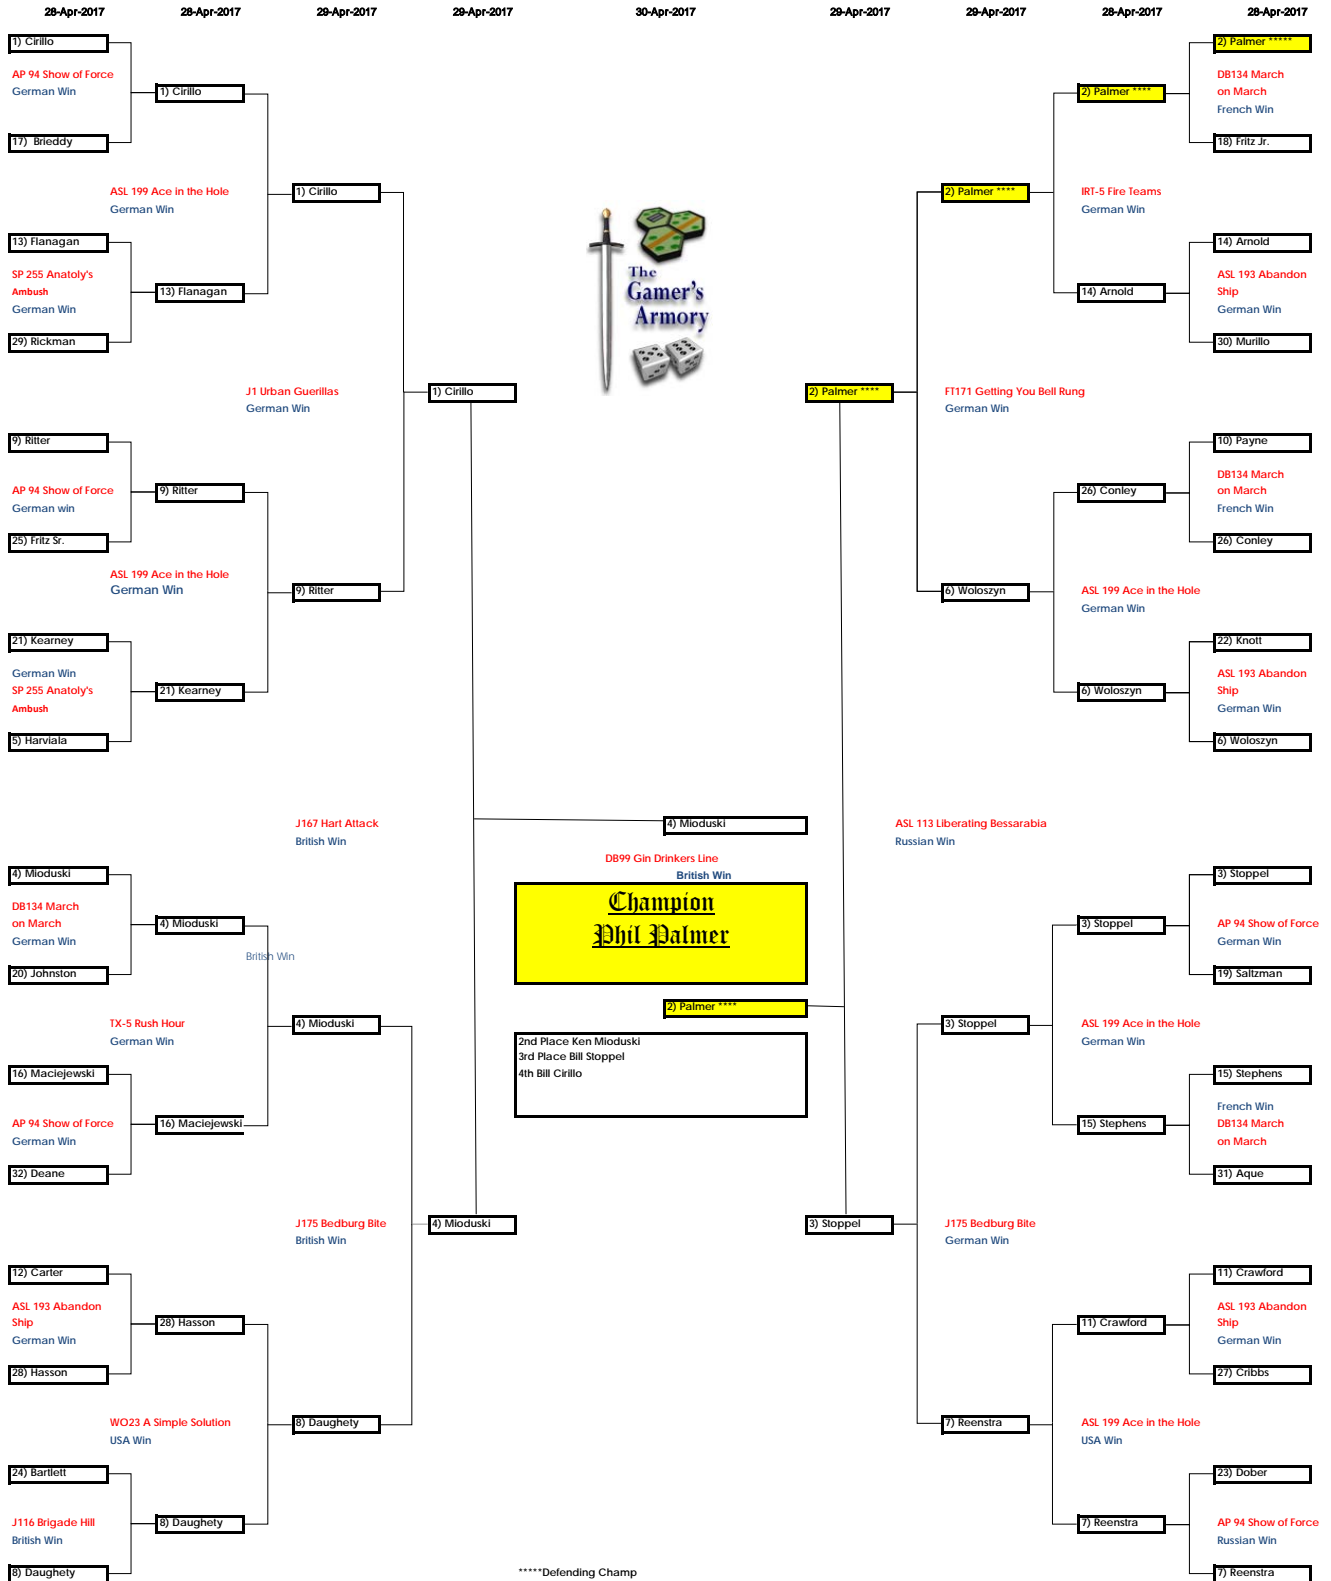 28-Apr-2017 28-Apr-2017 29-Apr-2017 29-Apr-2017 30-Apr-2017 29-Apr-2017 29-Apr-2017 28-Apr-2017 28-Apr-2017
1) Cirillo
AP 94 Show of Force
German Win
1) Cirillo
17) Brieddy
ASL 199 Ace in the Hole
German Win
1) Cirillo
13) Flanagan
SP 255 Anatoly's
Ambush
German Win
13) Flanagan
29) Rickman
J1 Urban Guerillas
German Win
1) Cirillo
9) Ritter
AP 94 Show of Force
German win
9) Ritter
25) Fritz Sr.
ASL 199 Ace in the Hole
German Win
9) Ritter
21) Kearney
German Win
SP 255 Anatoly's
Ambush
21) Kearney
5) Harviala
J167 Hart Attack
British Win
4) Mioduski
DB134 March
on March
German Win
4) Mioduski
British Win
20) Johnston
TX-5 Rush Hour
German Win
4) Mioduski
16) Maciejewski
AP 94 Show of Force
German Win
16) Maciejewski
32) Deane
J175 Bedburg Bite
British Win
4) Mioduski
12) Carter
ASL 193 Abandon
Ship
German Win
28) Hasson
28) Hasson
WO23 A Simple Solution
USA Win
8) Daughety
24) Bartlett
J116 Brigade Hill
British Win
8) Daughety
8) Daughety
The
Gamer's
Armory
4) Mioduski
DB99 Gin Drinkers Line
British Win
Champion
Phil Palmer
2) Palmer ****
2nd Place Ken Mioduski
3rd Place Bill Stoppel
4th Bill Cirillo
*****Defending Champ
2) Palmer *****
DB134 March
on March
French Win
2) Palmer ****
18) Fritz Jr.
2) Palmer ****
IRT-5 Fire Teams
German Win
14) Arnold
ASL 193 Abandon
Ship
German Win
14) Arnold
30) Murillo
2) Palmer ****
FT171 Getting You Bell Rung
German Win
10) Payne
DB134 March
on March
French Win
26) Conley
26) Conley
6) Woloszyn
ASL 199 Ace in the Hole
German Win
22) Knott
ASL 193 Abandon
Ship
German Win
6) Woloszyn
6) Woloszyn
ASL 113 Liberating Bessarabia
Russian Win
3) Stoppel
3) Stoppel
AP 94 Show of Force
German Win
19) Saltzman
3) Stoppel
ASL 199 Ace in the Hole
German Win
15) Stephens
French Win
DB134 March
on March
15) Stephens
31) Aque
3) Stoppel
J175 Bedburg Bite
German Win
11) Crawford
ASL 193 Abandon
Ship
German Win
11) Crawford
27) Cribbs
7) Reenstra
ASL 199 Ace in the Hole
USA Win
23) Dober
7) Reenstra
AP 94 Show of Force
Russian Win
7) Reenstra